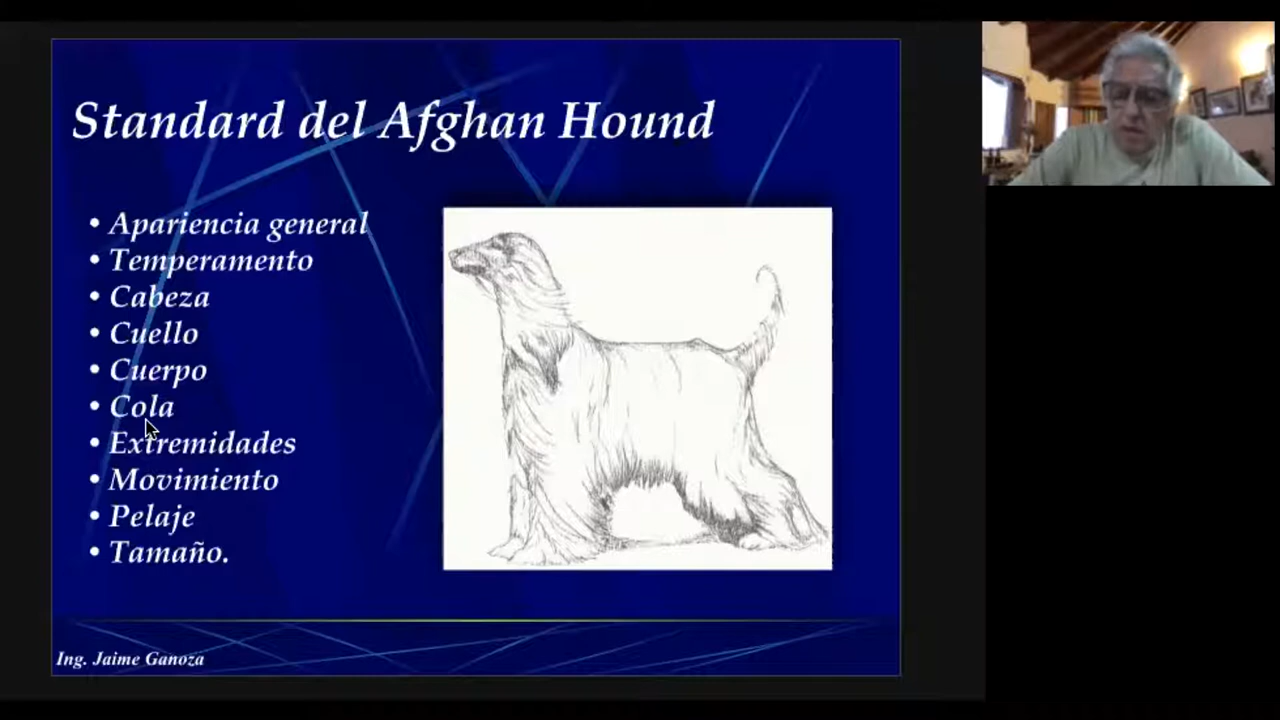 Standard del Afghan Hound
• Apariencia general
• Temperamento
• Cabeza
• Cuello
• Cuerpo
• Cola
• Extremidades
• Movimiento
• Pelaje
• Tamaño.
Ing. Jaime Ganoza